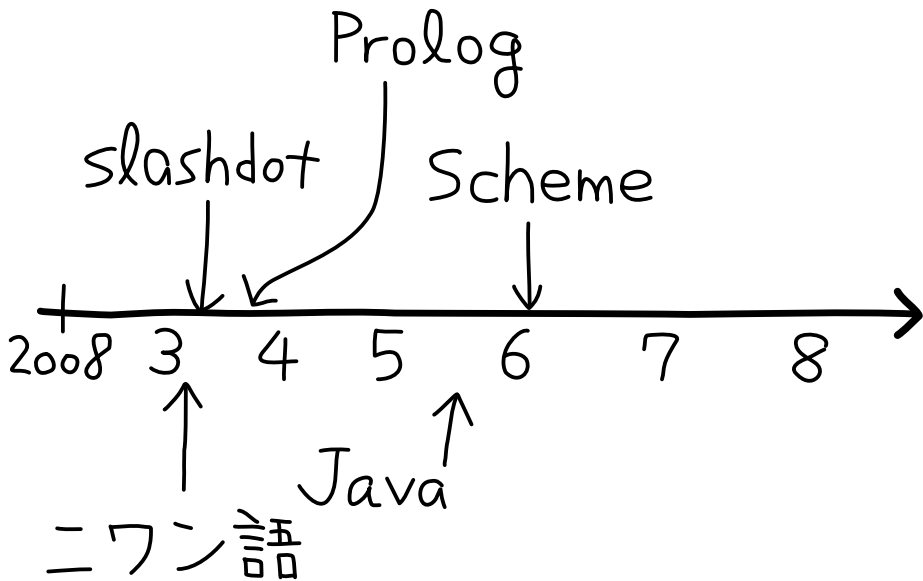 Prolog
slashdot
Scheme
2008 3 4 5 6 7 8
Java
ニワン語